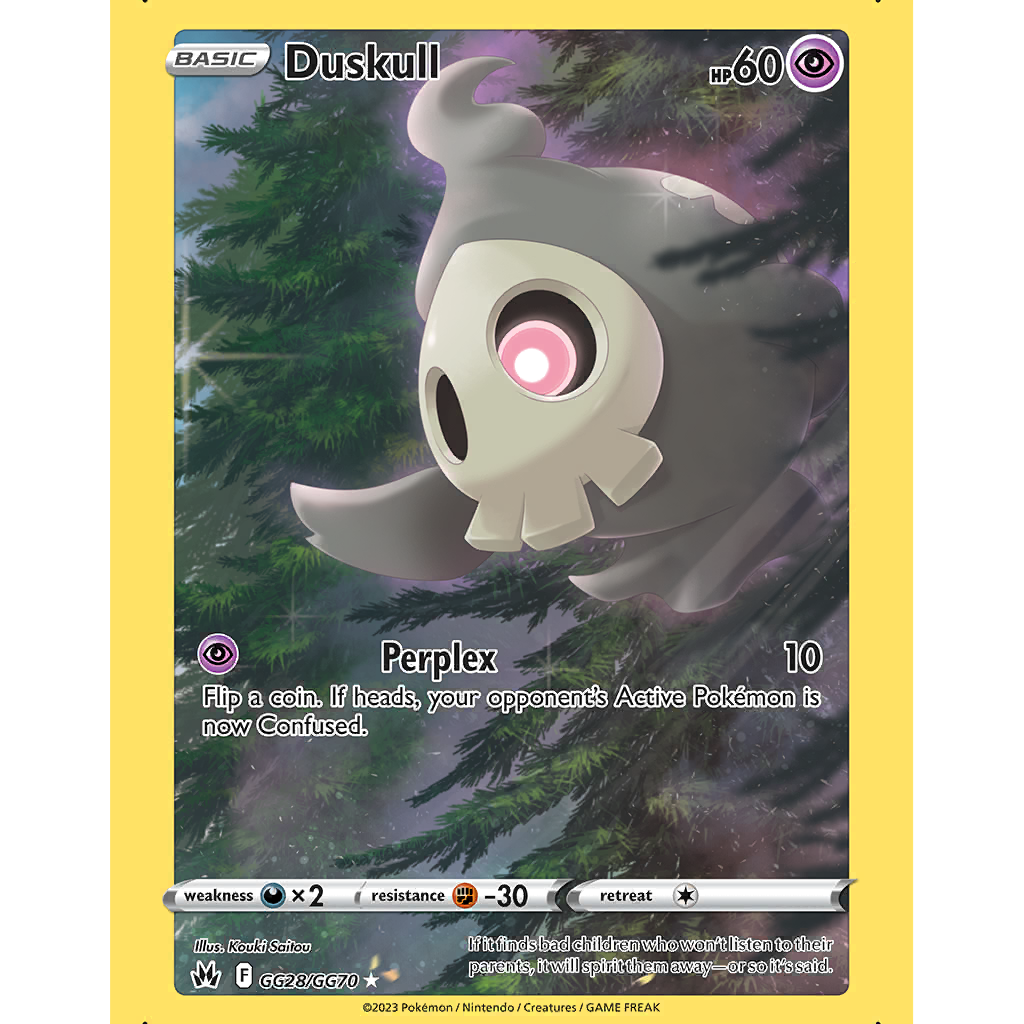 BASIC Duskull HP60
Perplex 10
Flip a coin. If heads, your opponent's Active Pokémon is
now Confused.
weakness ×2 resistance -30 retreat
Illus. Kouki Saitou
If it finds bad children who won't listen to their
parents, it will spirit them away—or so it's said.
F GG28/GG70
©2023 Pokémon / Nintendo / Creatures / GAME FREAK